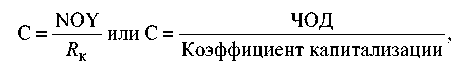 C = NOY / Rк или C = ЧОД / Коэффициент капитализации,